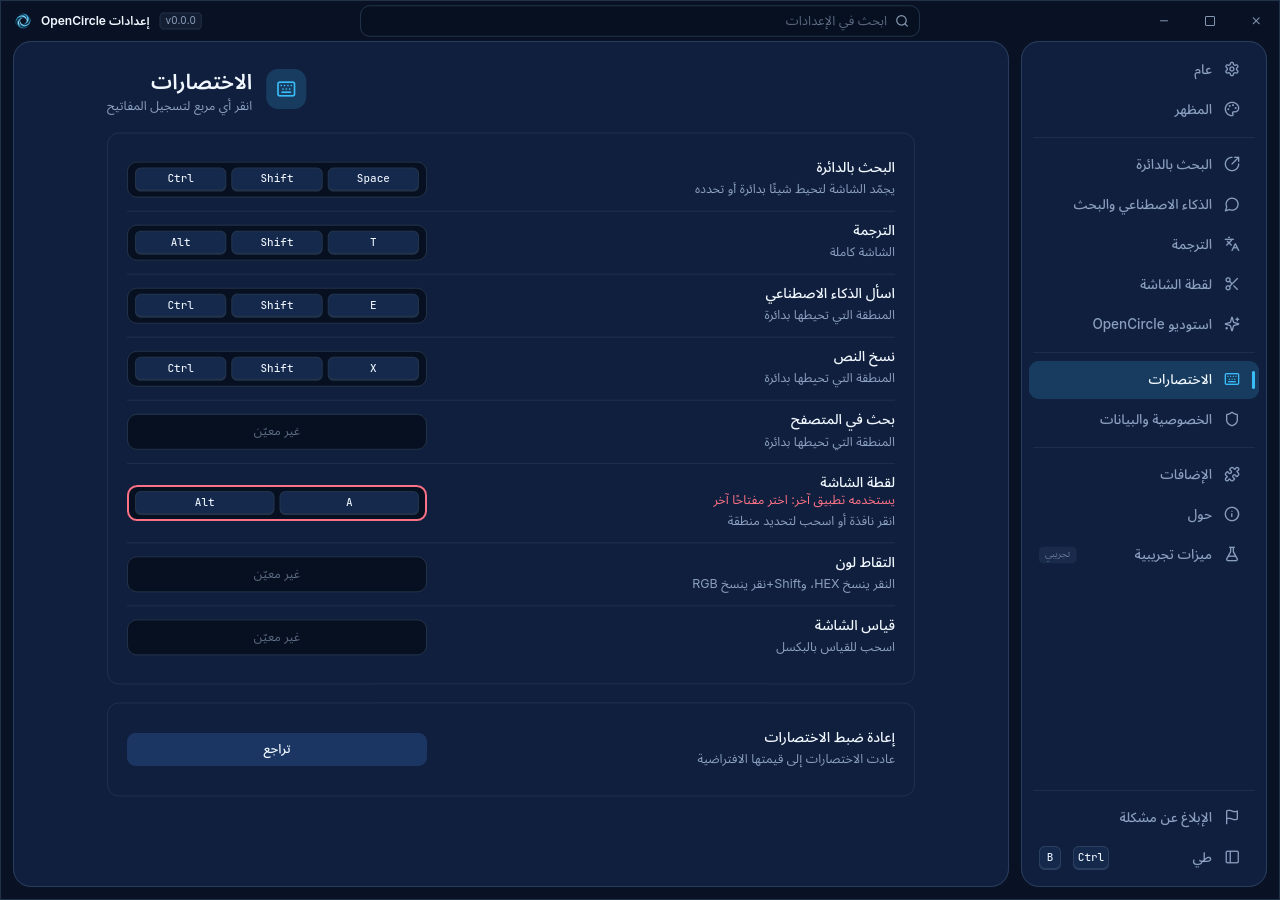 إعدادات OpenCircle
v0.0.0
ابحث في الإعدادات
عام
المظهر
البحث بالدائرة
الذكاء الاصطناعي والبحث
الترجمة
لقطة الشاشة
استوديو OpenCircle
الاختصارات
الخصوصية والبيانات
الإضافات
حول
ميزات تجريبية
تجريبي
الإبلاغ عن مشكلة
طي
Ctrl B
الاختصارات
انقر أي مربع لتسجيل المفاتيح
البحث بالدائرة
يجمّد الشاشة لتحيط شيئًا بدائرة أو تحدده
Ctrl Shift Space
الترجمة
الشاشة كاملة
Alt Shift T
اسأل الذكاء الاصطناعي
المنطقة التي تحيطها بدائرة
Ctrl Shift E
نسخ النص
المنطقة التي تحيطها بدائرة
Ctrl Shift X
بحث في المتصفح
المنطقة التي تحيطها بدائرة
غير معيّن
لقطة الشاشة
يستخدمه تطبيق آخر: اختر مفتاحًا آخر
انقر نافذة أو اسحب لتحديد منطقة
Alt A
التقاط لون
النقر ينسخ HEX، وShift+نقر ينسخ RGB
غير معيّن
قياس الشاشة
اسحب للقياس بالبكسل
غير معيّن
إعادة ضبط الاختصارات
عادت الاختصارات إلى قيمتها الافتراضية
تراجع